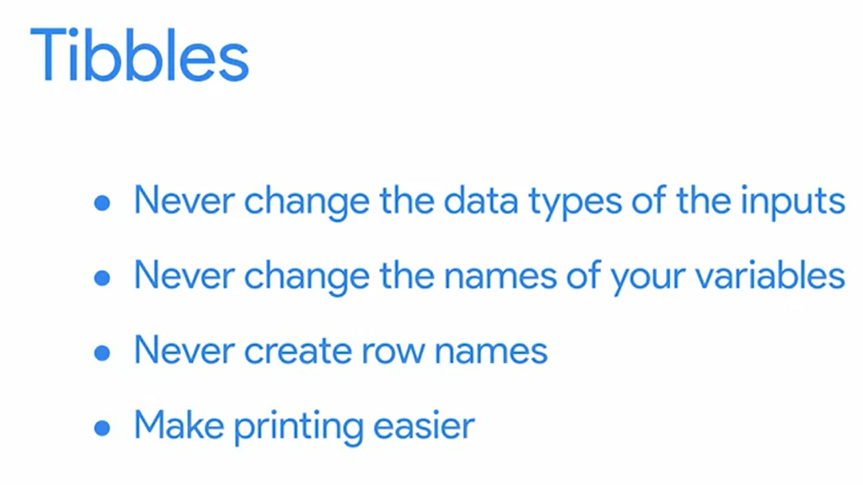 Tibbles
• Never change the data types of the inputs
• Never change the names of your variables
• Never create row names
• Make printing easier